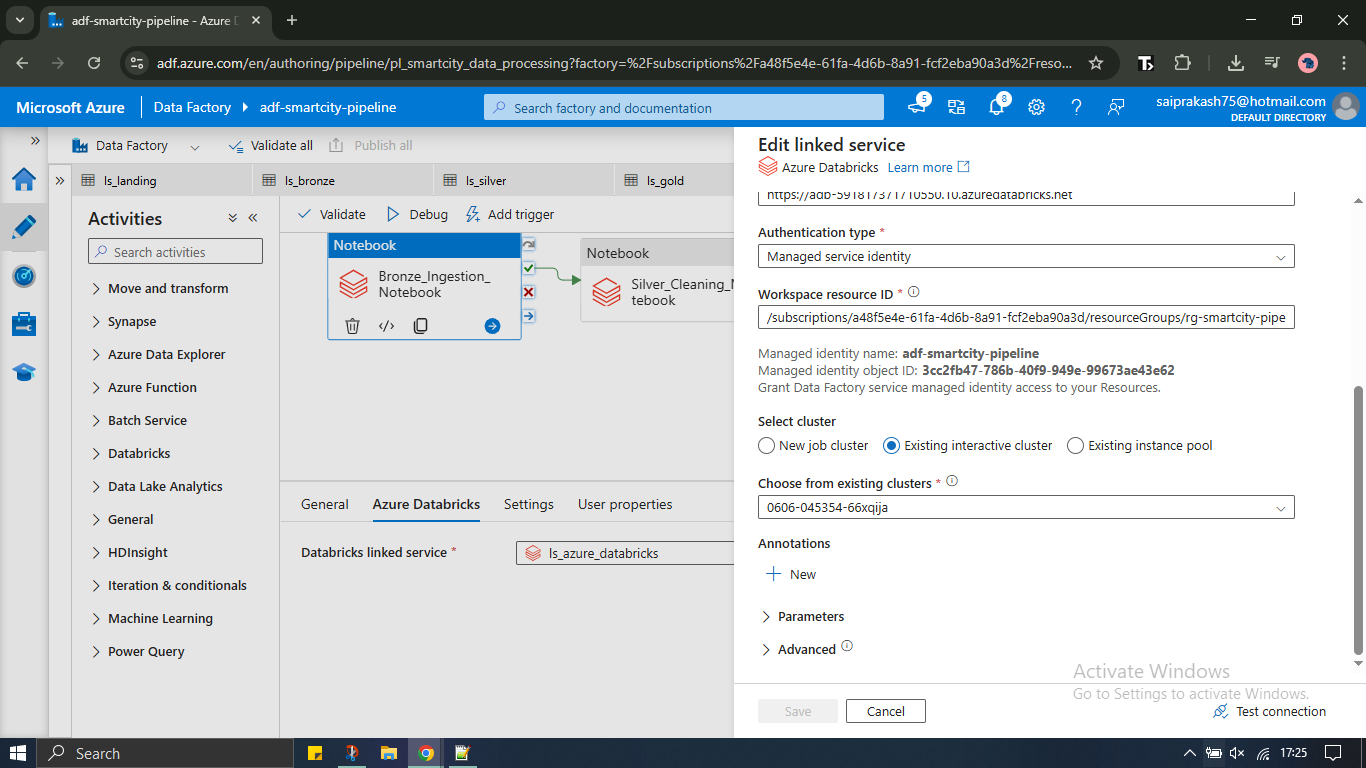 adf-smartcity-pipeline - Azure D
adf.azure.com/en/authoring/pipeline/pl_smartcity_data_processing?factory=%2Fsubscriptions%2Fa48f5e4e-61fa-4d6b-8a91-fcf2eba90a3d%2Freso...
Microsoft Azure
Data Factory
adf-smartcity-pipeline
Search factory and documentation
5
8
saiprakash75@hotmail.com
DEFAULT DIRECTORY
Data Factory
Validate all
Publish all
ls_landing
ls_bronze
ls_silver
ls_gold
Activities
Search activities
Move and transform
Synapse
Azure Data Explorer
Azure Function
Batch Service
Databricks
Data Lake Analytics
General
HDInsight
Iteration & conditionals
Machine Learning
Power Query
Validate
Debug
Add trigger
Notebook
Bronze_Ingestion_
Notebook
Notebook
Silver_Cleaning_N
tebook
General
Azure Databricks
Settings
User properties
Databricks linked service *
ls_azure_databricks
Edit linked service
Azure Databricks Learn more
https://adb-591817371710550.10.azuredatabricks.net
Authentication type *
Managed service identity
Workspace resource ID *
/subscriptions/a48f5e4e-61fa-4d6b-8a91-fcf2eba90a3d/resourceGroups/rg-smartcity-pipe
Managed identity name: adf-smartcity-pipeline
Managed identity object ID: 3cc2fb47-786b-40f9-949e-99673ae43e62
Grant Data Factory service managed identity access to your Resources.
Select cluster
New job cluster
Existing interactive cluster
Existing instance pool
Choose from existing clusters *
0606-045354-66xqija
Annotations
New
Parameters
Advanced
Activate Windows
Go to Settings to activate Windows.
Save
Cancel
Test connection
Search
17:25